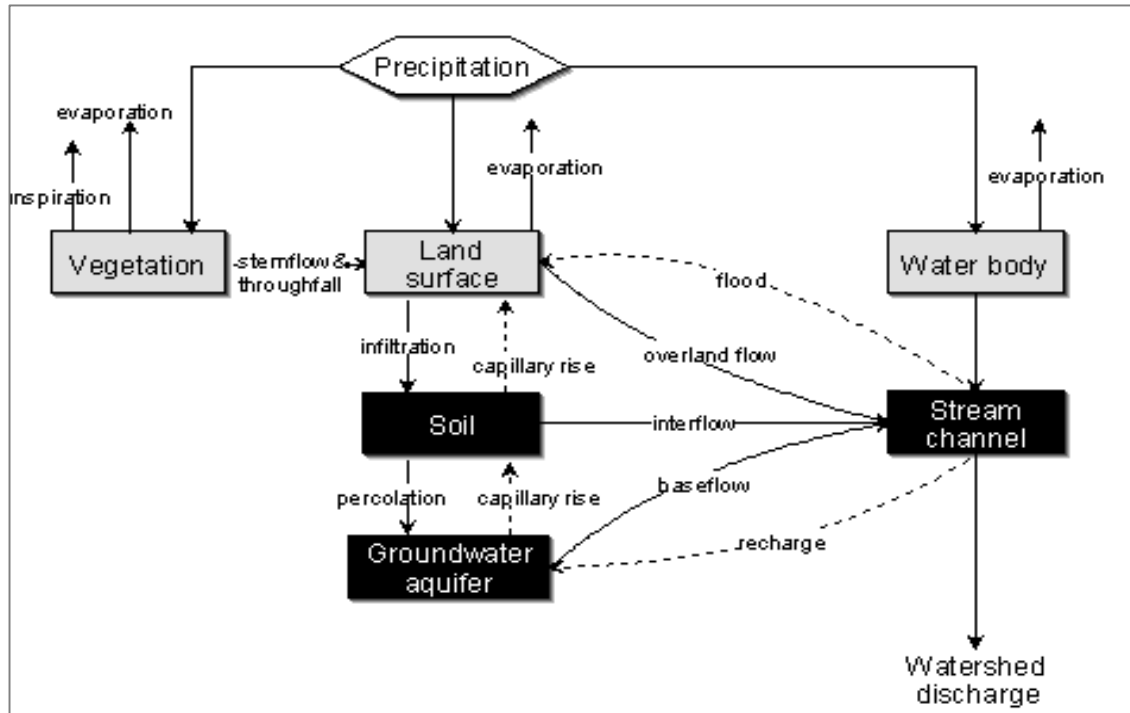 Precipitation
evaporation
evaporation
evaporation
inspiration
Vegetation
stemflow &
throughfall
Land
surface
Water body
flood
infiltration
capillary rise
overland flow
Soil
interflow
Stream
channel
percolation
capillary rise
baseflow
recharge
Groundwater
aquifer
Watershed
discharge